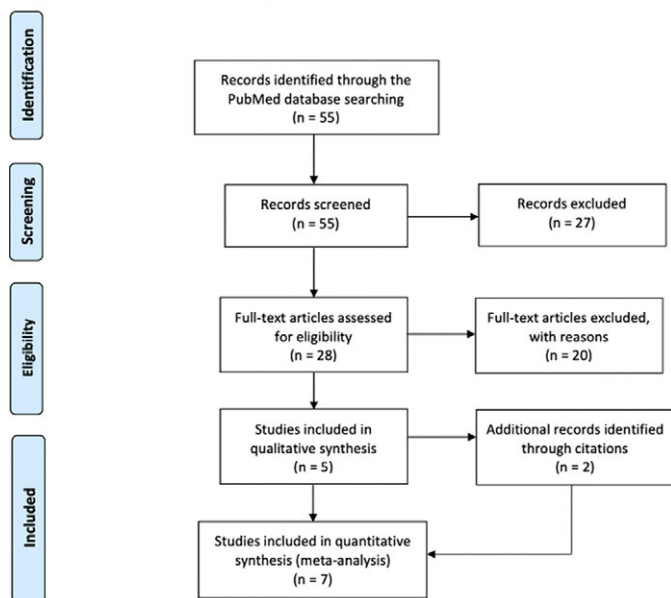 Identification
Records identified through the
PubMed database searching
(n = 55)
Screening
Records screened
(n = 55)
Records excluded
(n = 27)
Eligibility
Full-text articles assessed
for eligibility
(n = 28)
Full-text articles excluded,
with reasons
(n = 20)
Included
Studies included in
qualitative synthesis
(n = 5)
Additional records identified
through citations
(n = 2)
Studies included in quantitative
synthesis (meta-analysis)
(n = 7)